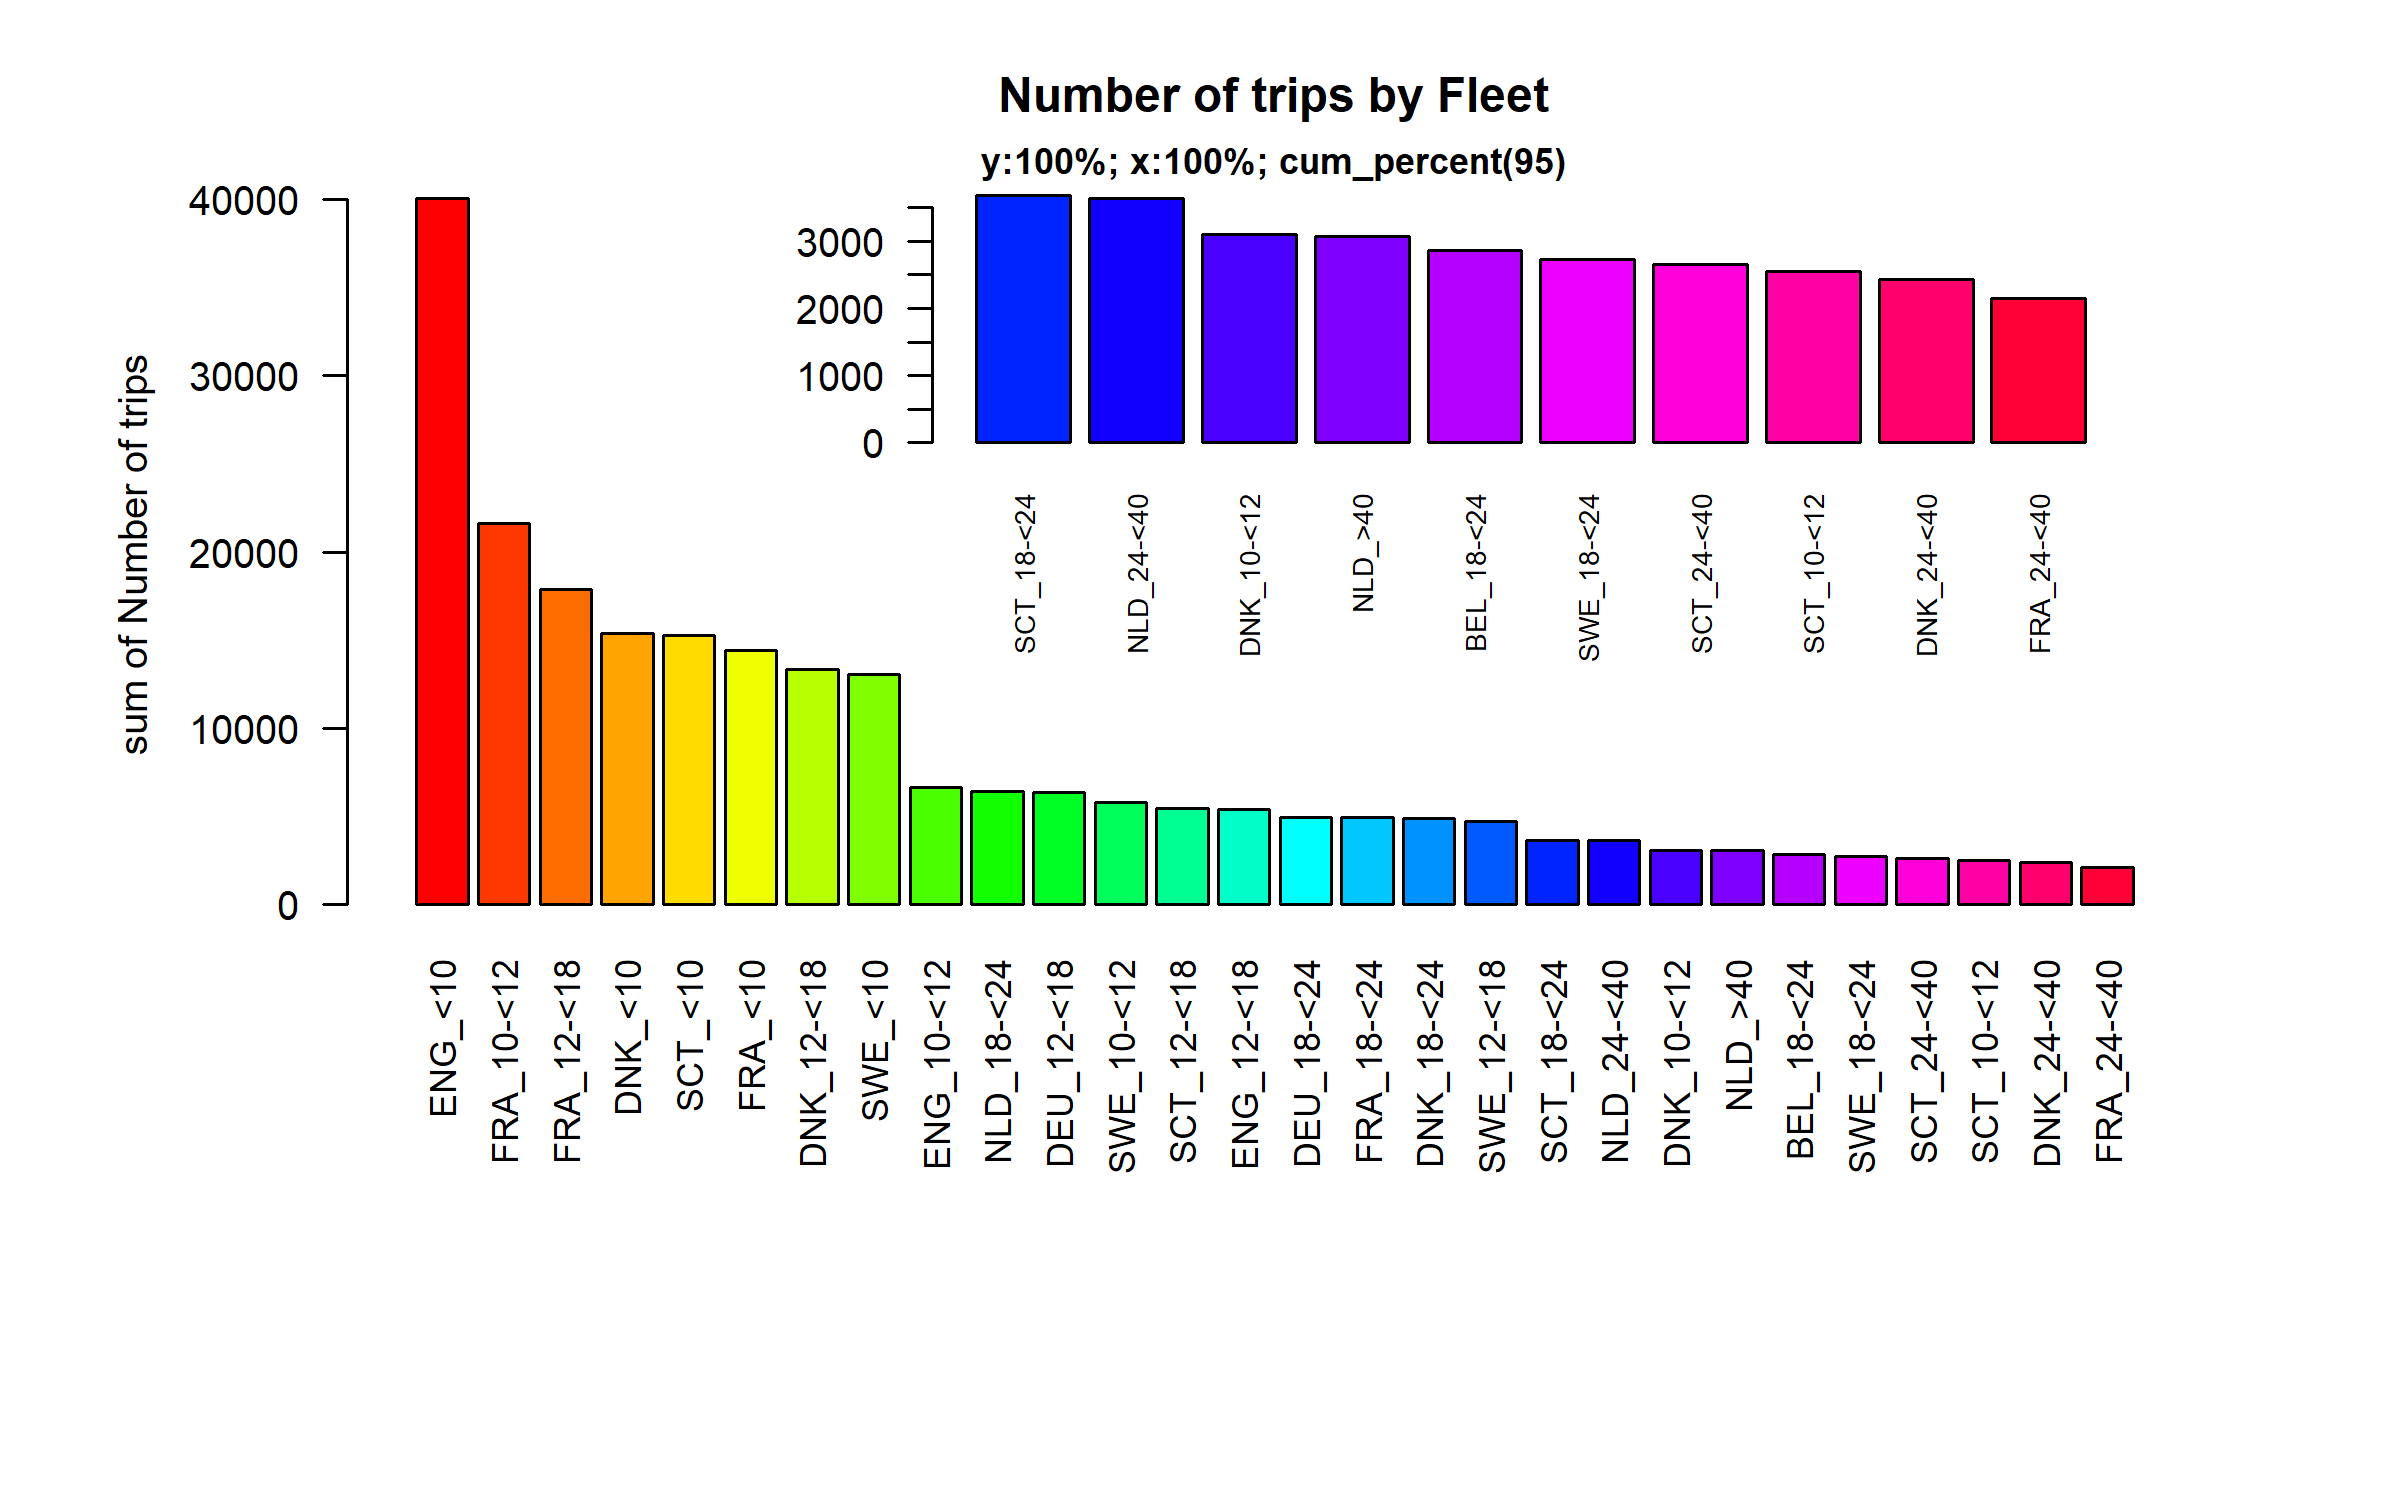 Number of trips by Fleet
y:100%; x:100%; cum_percent(95)
sum of Number of trips
40000
30000
20000
10000
0
3000
2000
1000
0
SCT_18-<24
NLD_24-<40
DNK_10-<12
NLD_>40
BEL_18-<24
SWE_18-<24
SCT_24-<40
SCT_10-<12
DNK_24-<40
FRA_24-<40
ENG_<10
FRA_10-<12
FRA_12-<18
DNK_<10
SCT_<10
FRA_<10
DNK_12-<18
SWE_<10
ENG_10-<12
NLD_18-<24
DEU_12-<18
SWE_10-<12
SCT_12-<18
ENG_12-<18
DEU_18-<24
FRA_18-<24
DNK_18-<24
SWE_12-<18
SCT_18-<24
NLD_24-<40
DNK_10-<12
NLD_>40
BEL_18-<24
SWE_18-<24
SCT_24-<40
SCT_10-<12
DNK_24-<40
FRA_24-<40